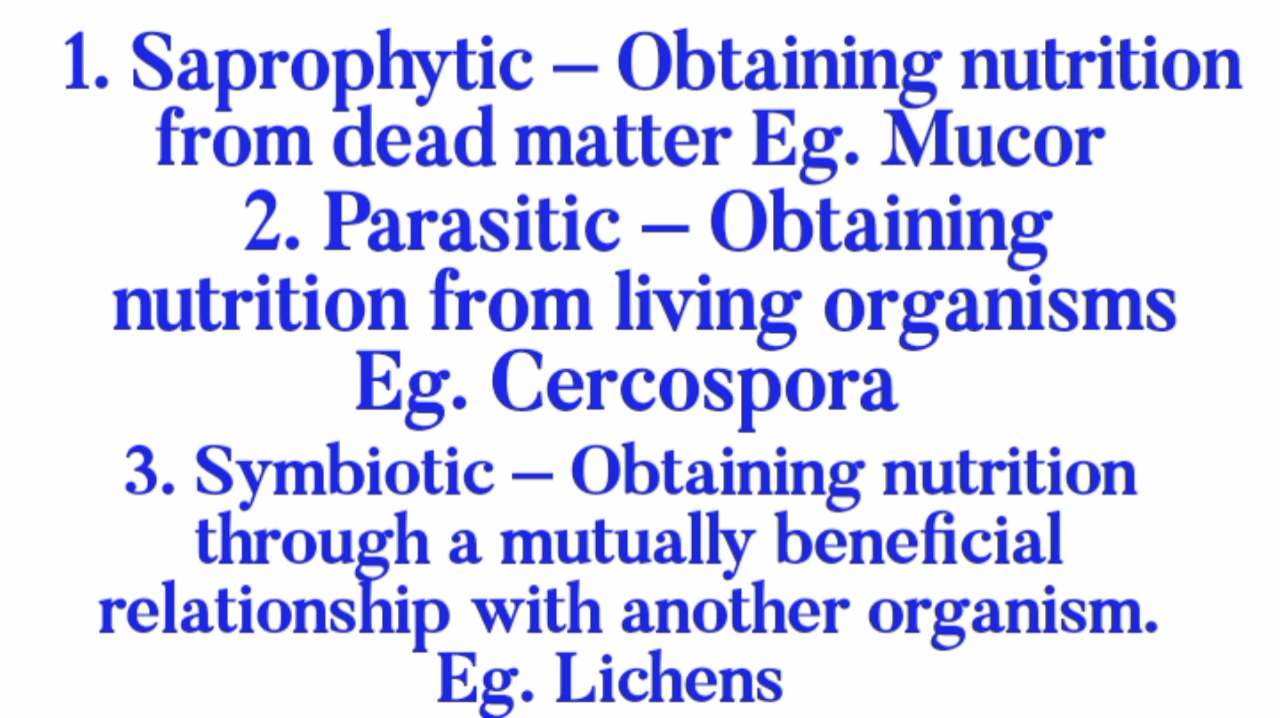 1. Saprophytic – Obtaining nutrition
from dead matter Eg. Mucor
2. Parasitic – Obtaining
nutrition from living organisms
Eg. Cercospora
3. Symbiotic – Obtaining nutrition
through a mutually beneficial
relationship with another organism.
Eg. Lichens